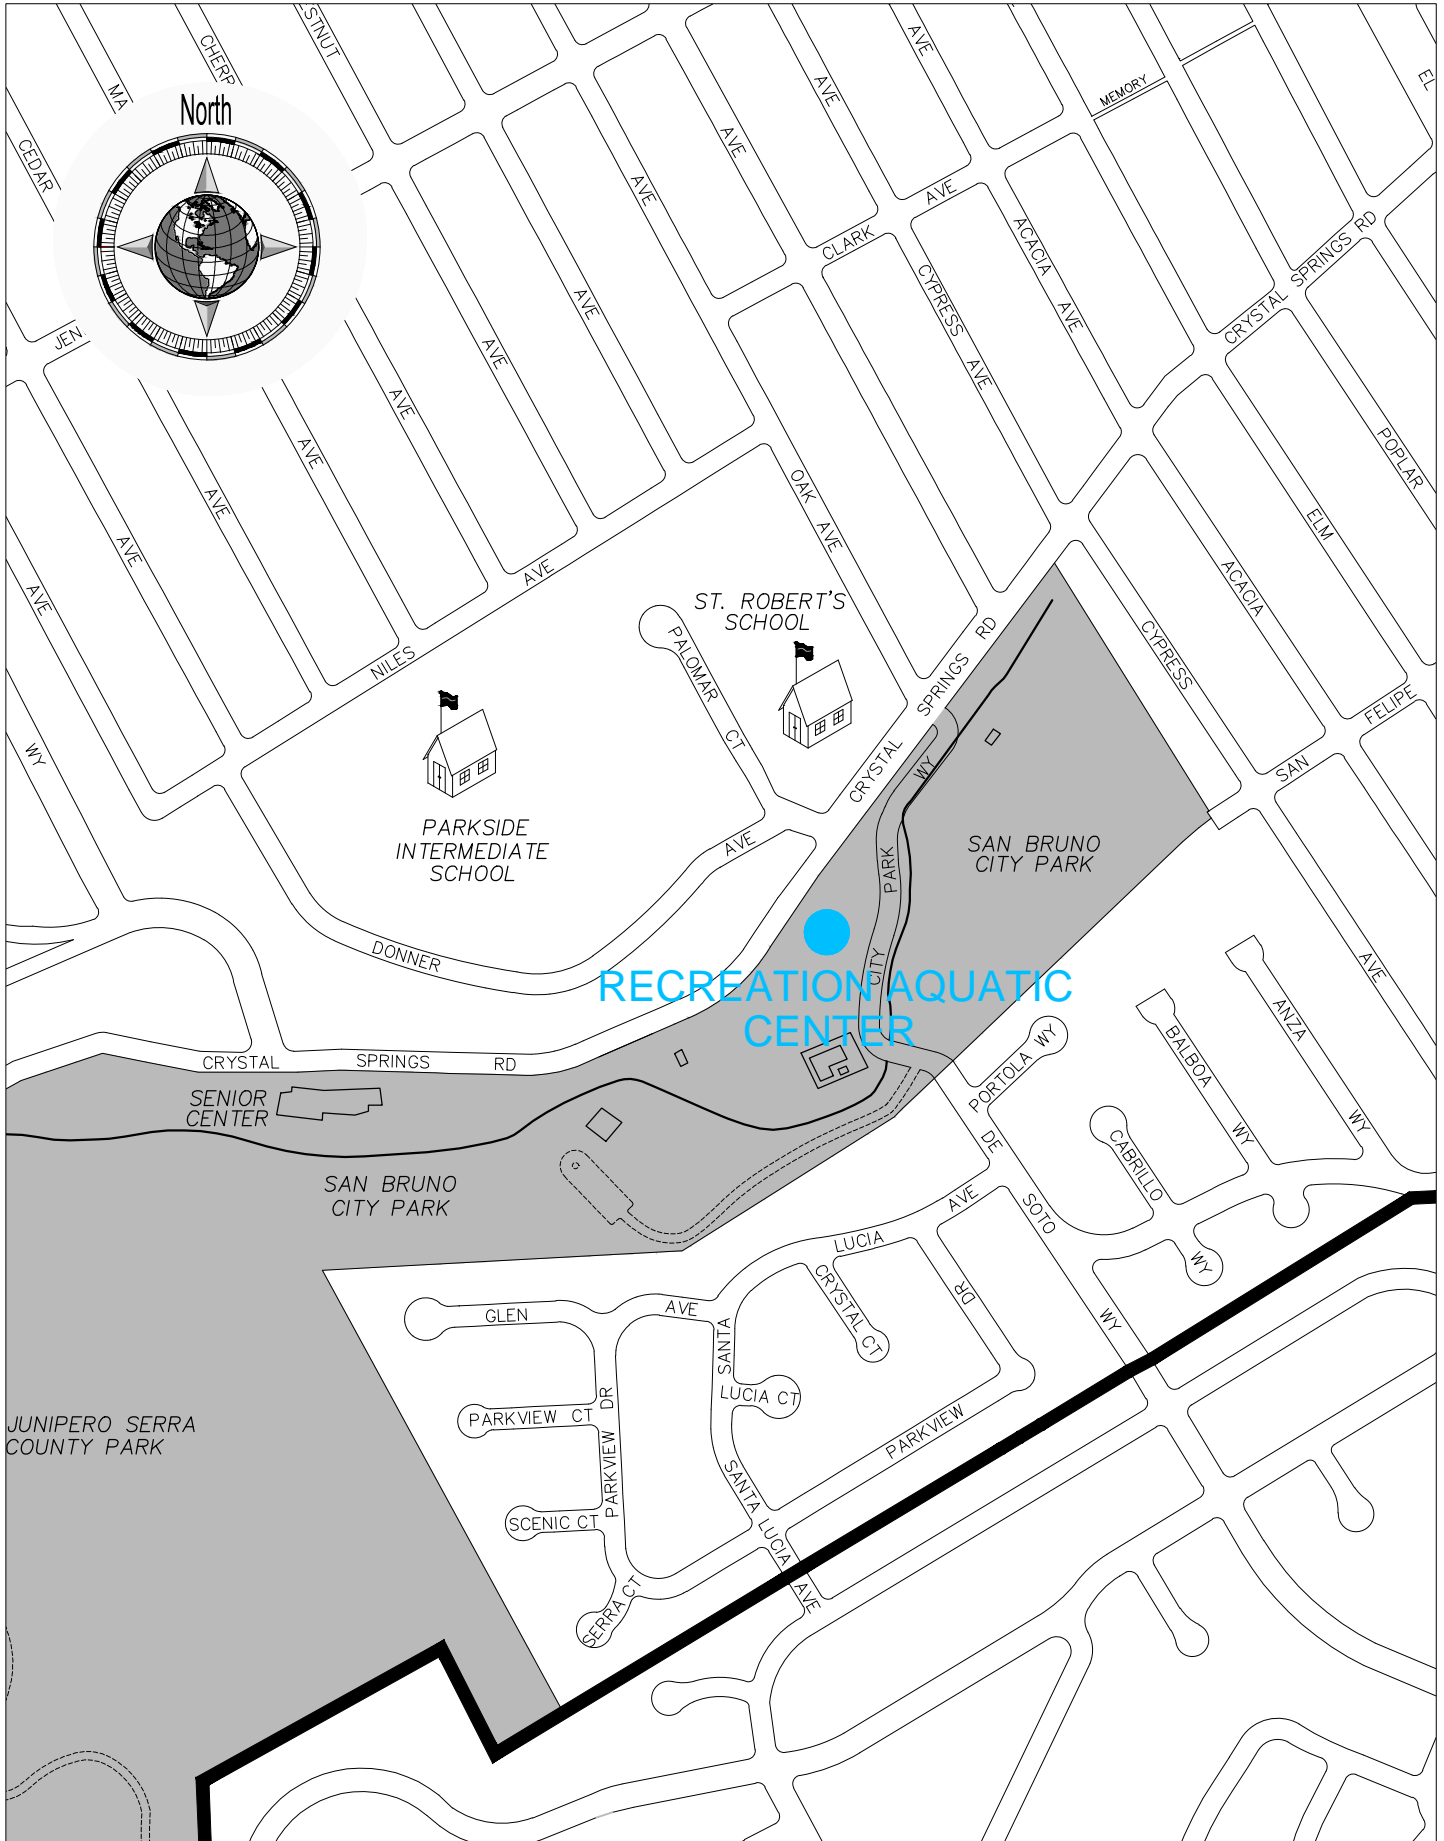 STNUT
CHERR
MA
CEDAR
North
JEN
AVE
AVE
AVE
AVE
MEMORY
EL
AVE
CLARK
ACACIA
AVE
CYPRESS
AVE
CRYSTAL SPRINGS RD
AVE
AVE
AVE
AVE
AVE
AVE
AVE
WY
NILES
AVE
OAK
AVE
POPLAR
ELM
ACACIA
CYPRESS
FELIPE
SAN
AVE
ST. ROBERT'S
SCHOOL
PALOMAR
CT
CRYSTAL SPRINGS RD
PARKSIDE
INTERMEDIATE
SCHOOL
DONNER
AVE
CITY PARK WY
SAN BRUNO
CITY PARK
RECREATION AQUATIC
CENTER
CRYSTAL SPRINGS RD
SENIOR
CENTER
SAN BRUNO
CITY PARK
PORTOLA WY
BALBOA
WY
ANZA
WY
CABRILLO
WY
DE
SOTO
WY
LUCIA
AVE
CRYSTAL CT
DR
GLEN
AVE
SANTA
LUCIA CT
PARKVIEW CT
PARKVIEW DR
PARKVIEW
SCENIC CT
SERRA CT
SANTA LUCIA AVE
JUNIPERO SERRA
COUNTY PARK